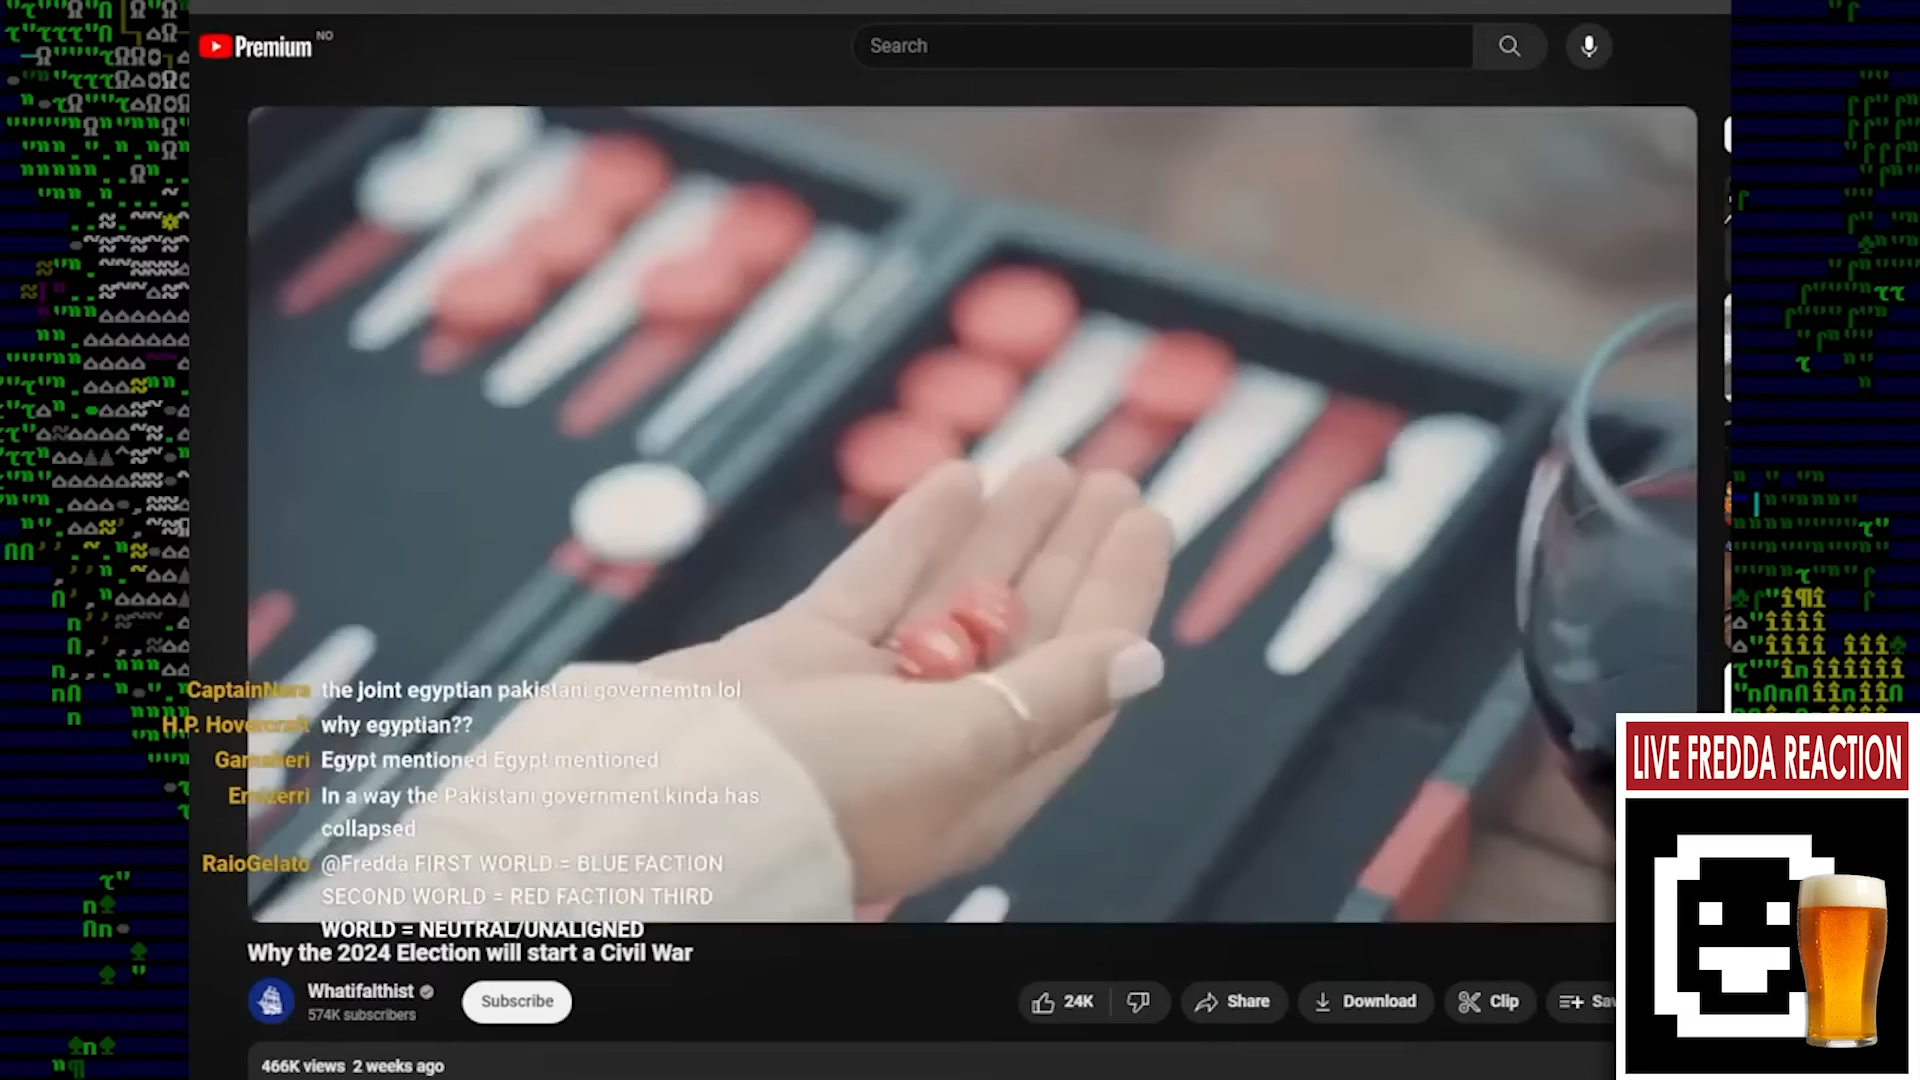 Premium NO
Search
CaptainNora the joint egyptian pakistani governemtn lol
H.P. Hovercraft why egyptian??
Egypt mentioned Egypt mentioned
Emizerri In a way the Pakistani government kinda has
collapsed
RaioGelato @Fredda FIRST WORLD = BLUE FACTION
SECOND WORLD = RED FACTION THIRD
WORLD = NEUTRAL/UNALIGNED
Why the 2024 Election will start a Civil War
Whatifalthist
574K subscribers
Subscribe
24K
Share
Download
Clip
466K views 2 weeks ago
LIVE FREDDA REACTION